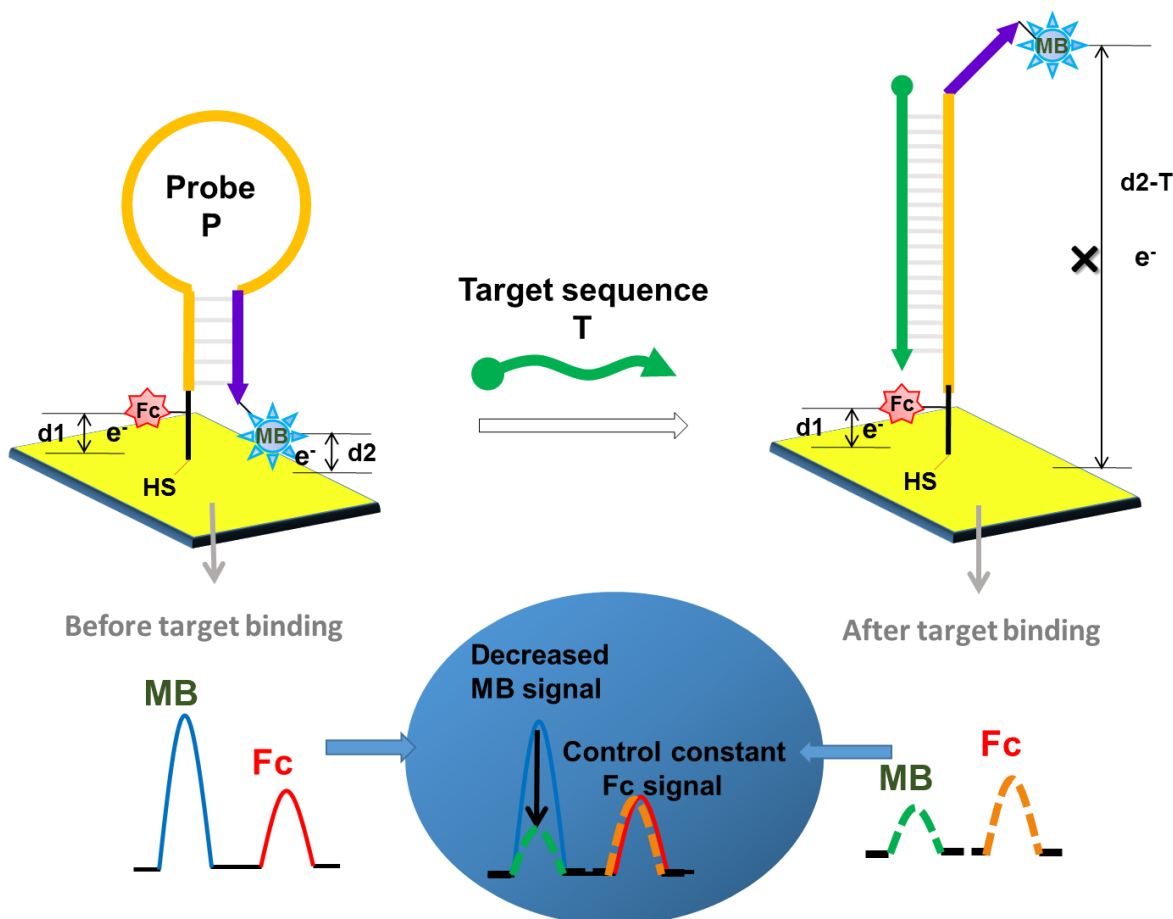 MB
Probe
P
d2-T
e-
Target sequence
T
Fc
d1
e-
MB
e-
d2
HS
Fc
d1
e-
HS
Before target binding
After target binding
MB
Fc
Decreased
MB signal
Control constant
Fc signal
Fc
MB